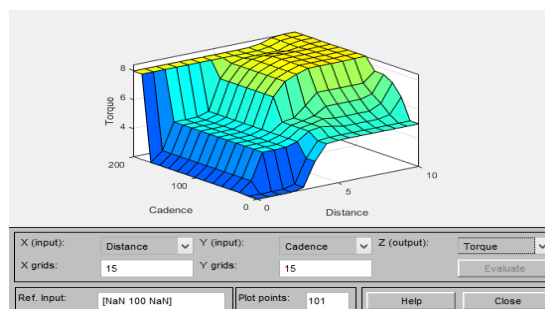 8
6
4
Torque
200
100
0
0
5
10
Cadence
Distance
X (input): Distance Y (input): Cadence Z (output): Torque
X grids: 15 Y grids: 15 Evaluate
Ref. Input: [NaN 100 NaN] Plot points: 101 Help Close